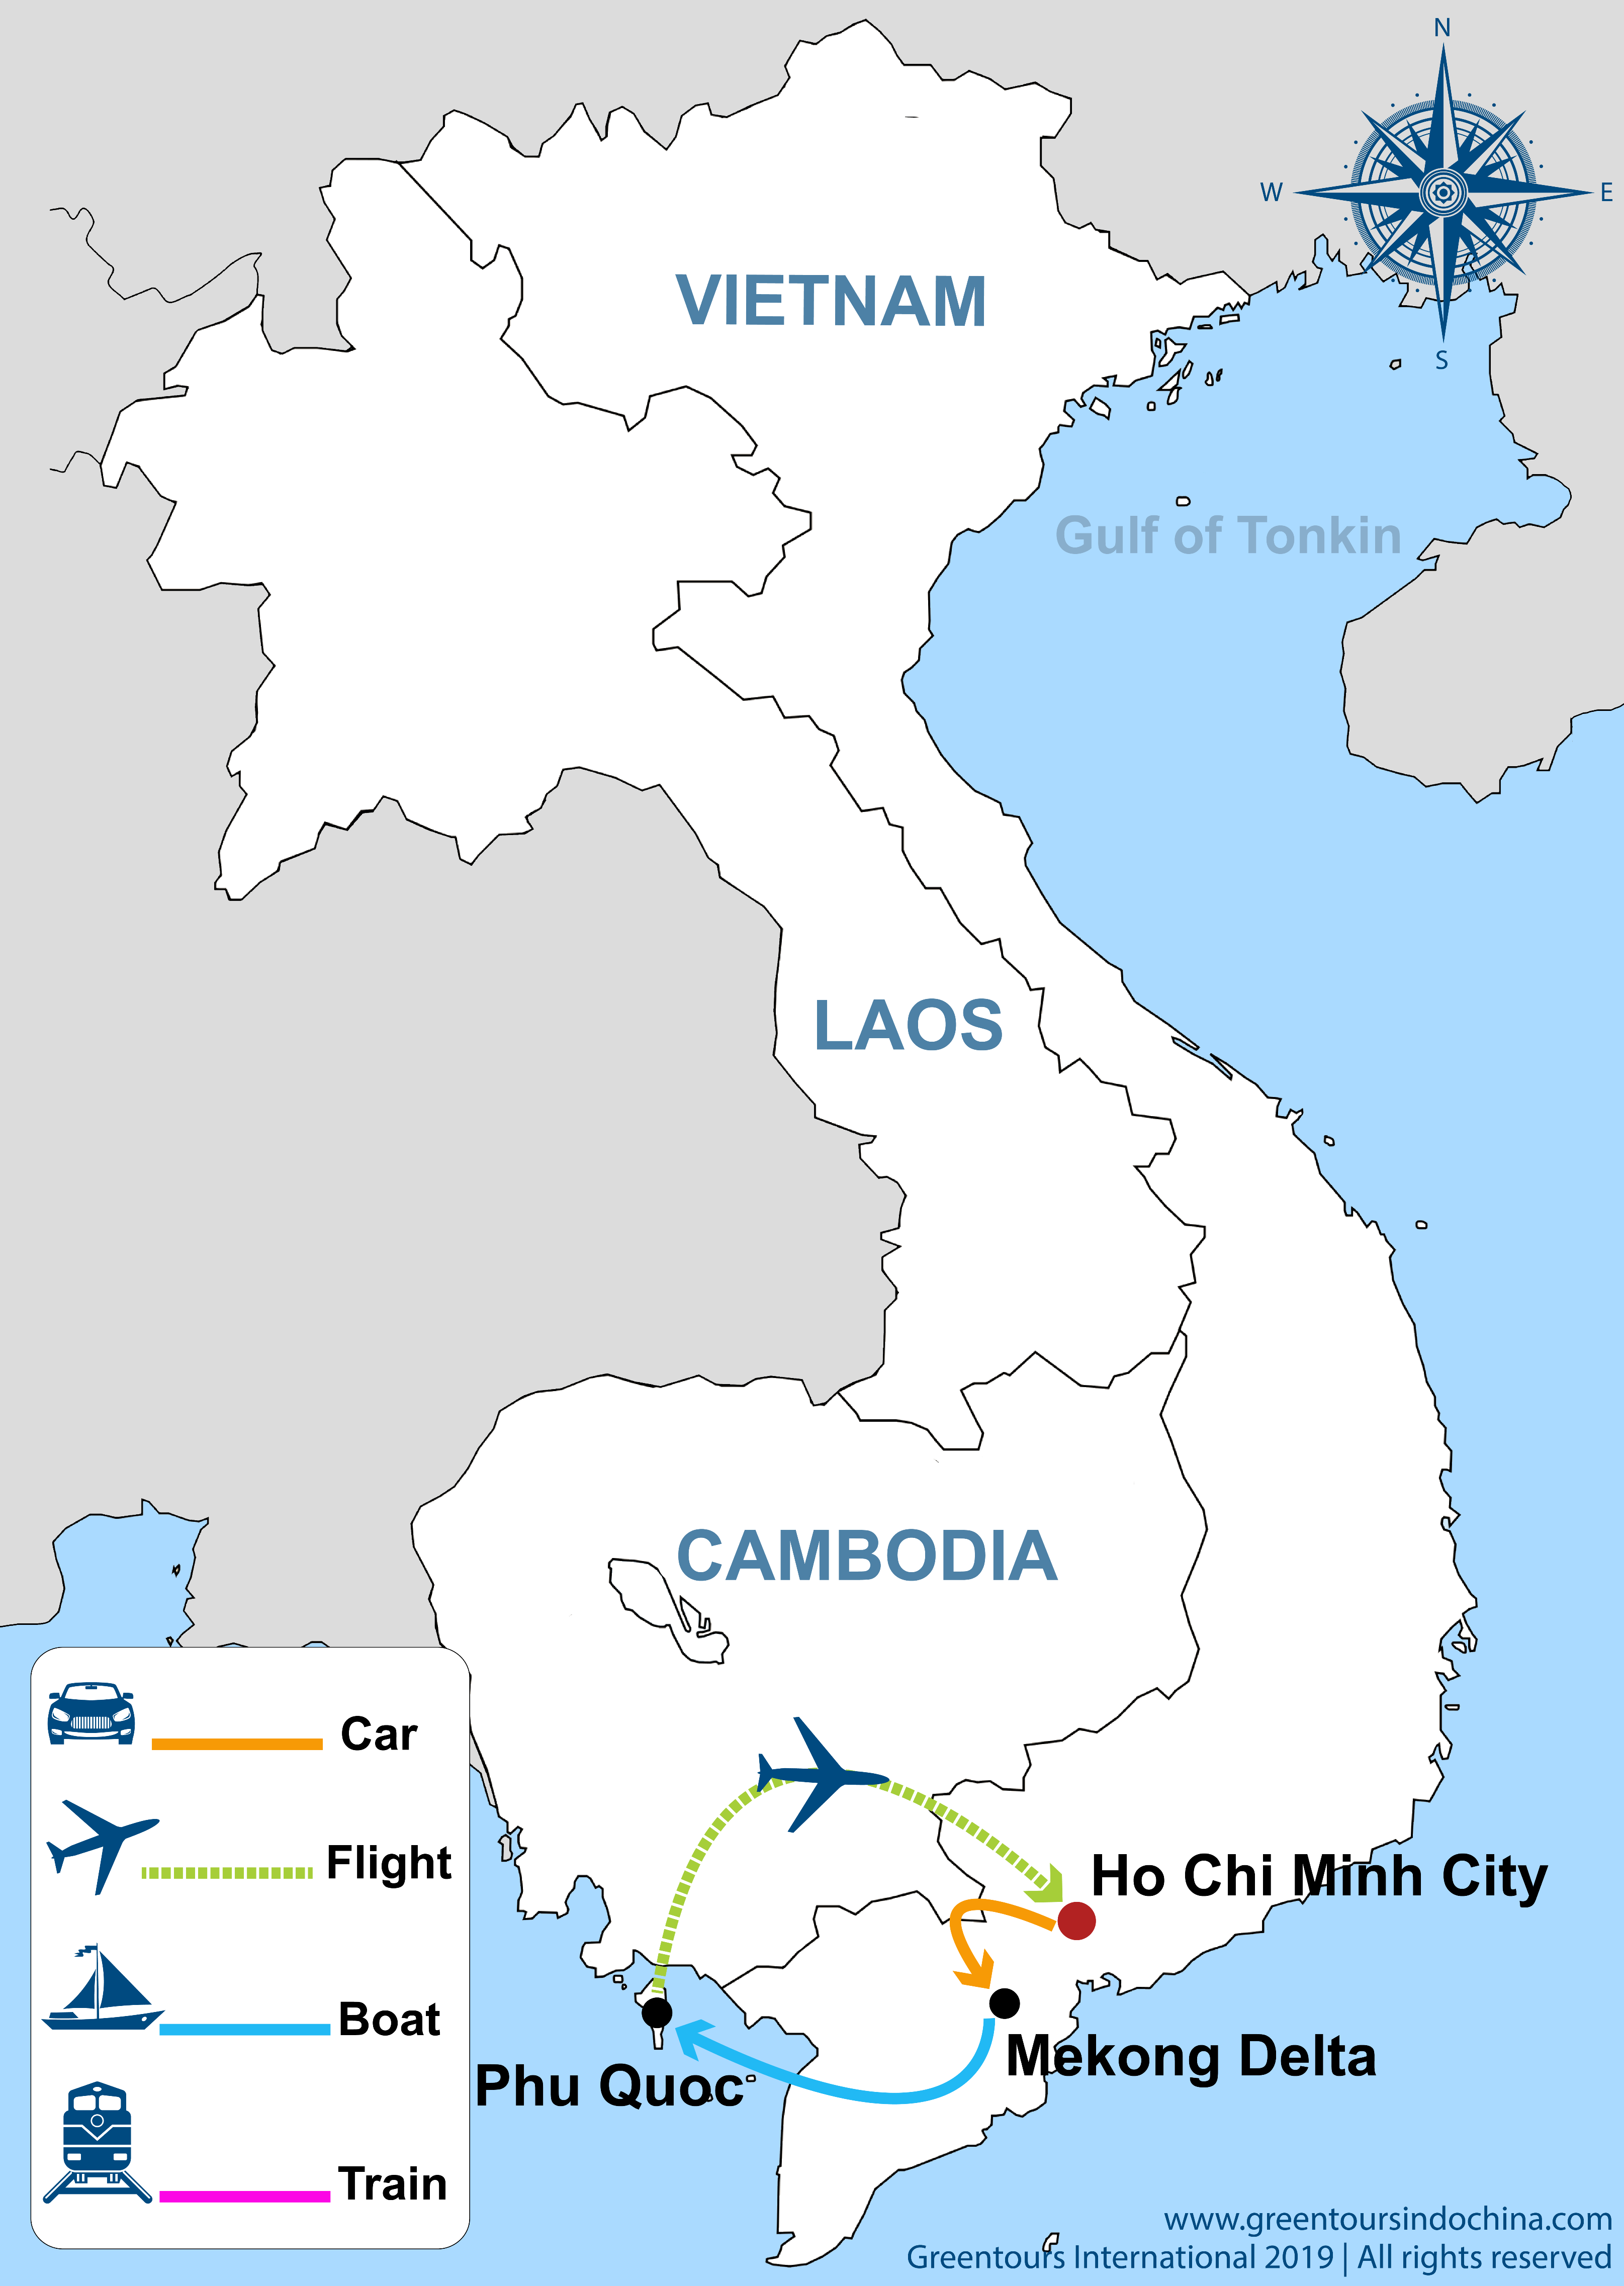 N
W
E
S
VIETNAM
Gulf of Tonkin
LAOS
CAMBODIA
Car
Flight
Boat
Train
Ho Chi Minh City
Mekong Delta
Phu Quoc
www.greentoursindochina.com
Greentours International 2019 | All rights reserved